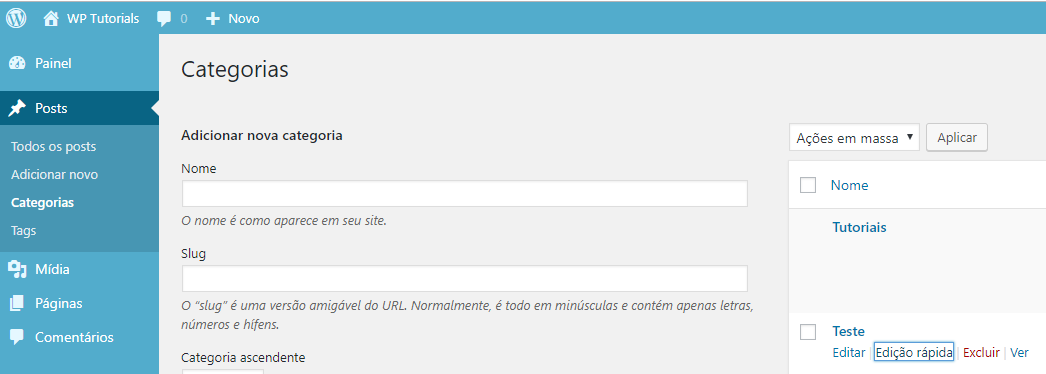 WP Tutorials 0 Novo
Painel
Posts
Todos os posts
Adicionar novo
Categorias
Tags
Mídia
Páginas
Comentários
Categorias
Adicionar nova categoria
Nome
O nome é como aparece em seu site.
Slug
O “slug” é uma versão amigável do URL. Normalmente, é todo em minúsculas e contém apenas letras,
números e hífens.
Categoria ascendente
Ações em massa Aplicar
Nome
Tutoriais
Teste
Editar | Edição rápida | Excluir | Ver